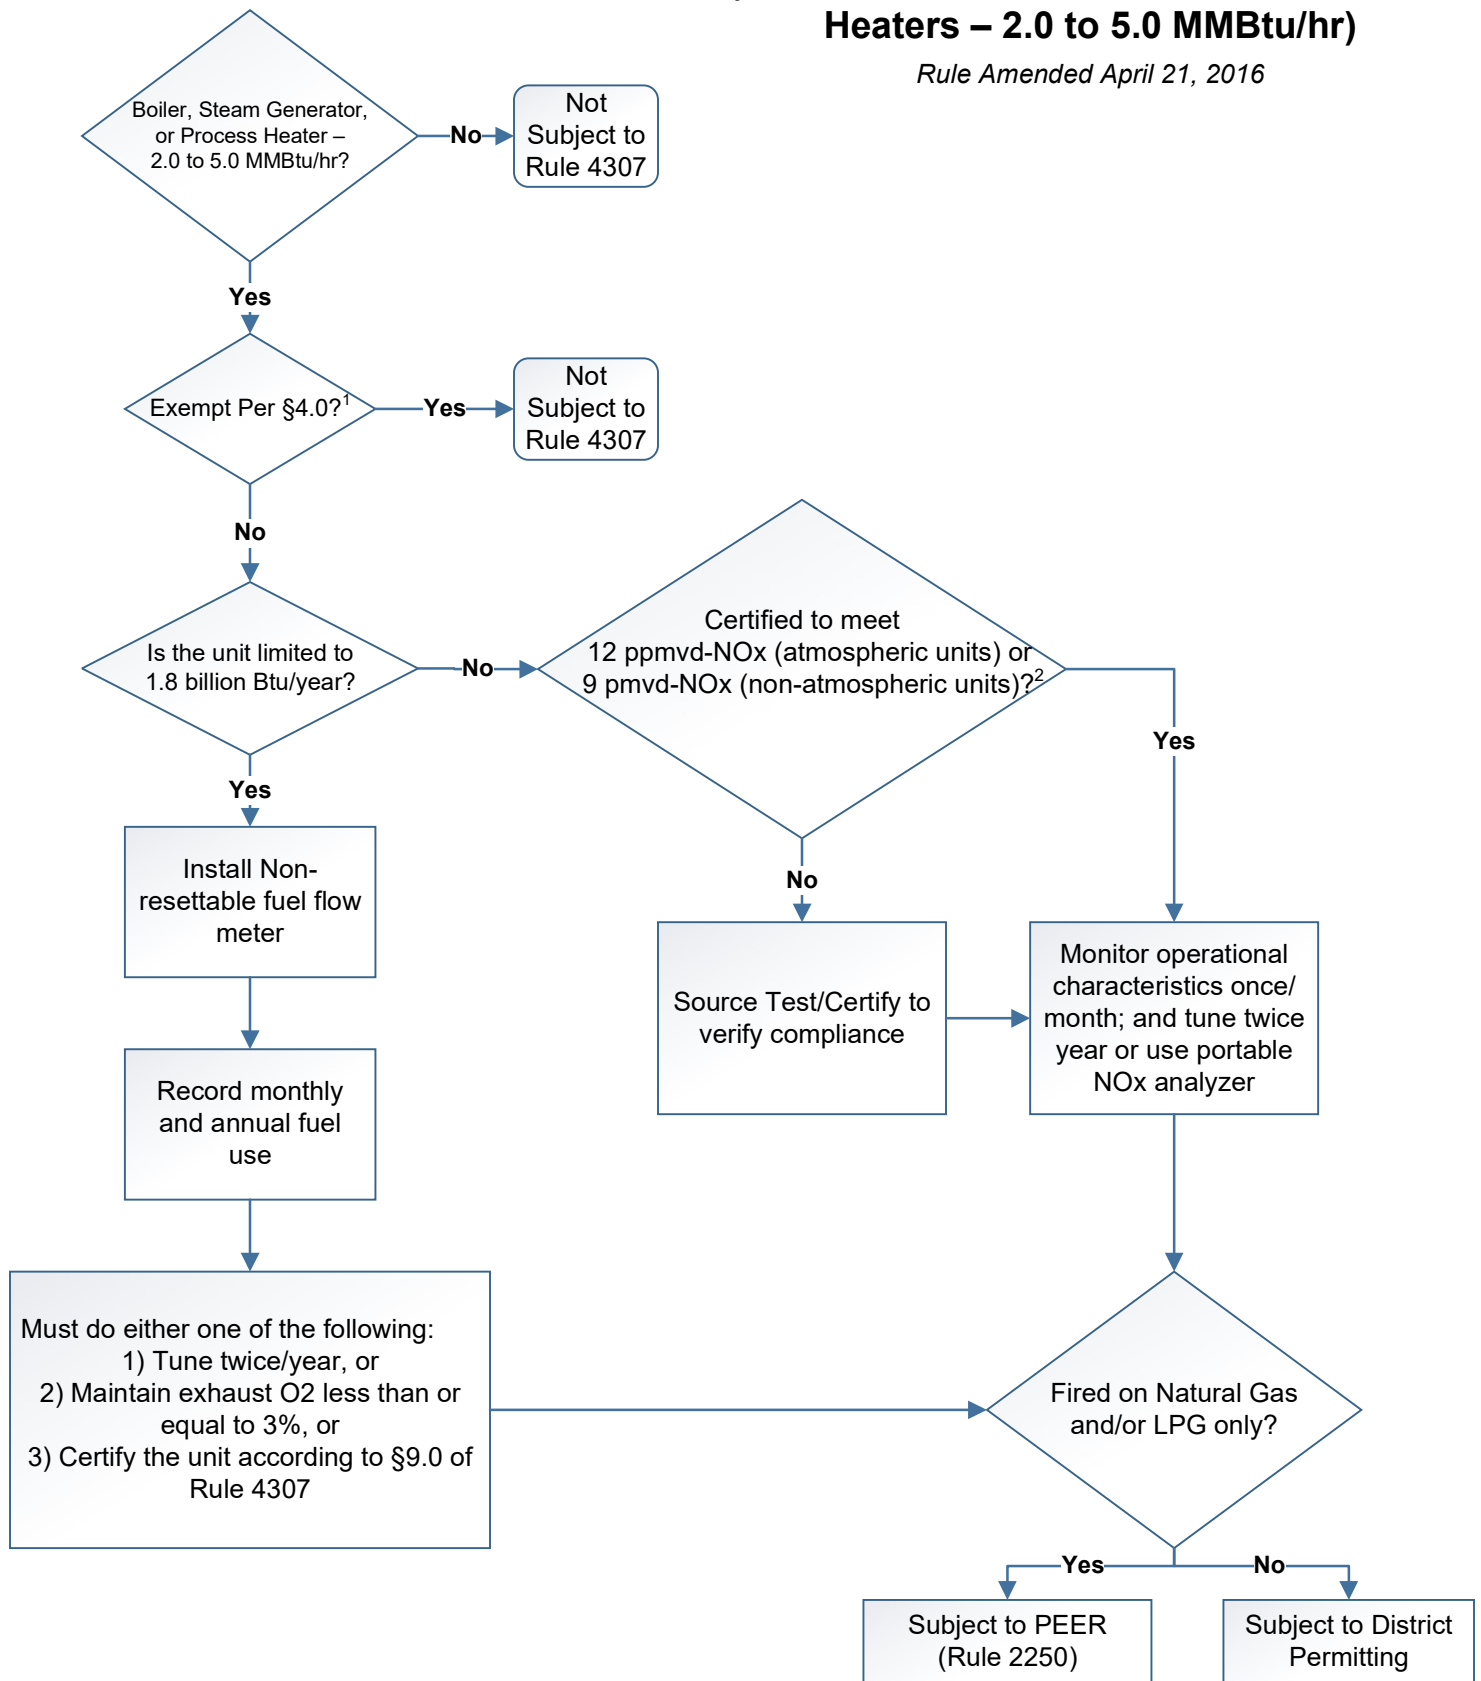 Heaters – 2.0 to 5.0 MMBtu/hr)
Rule Amended April 21, 2016
Boiler, Steam Generator,
or Process Heater –
2.0 to 5.0 MMBtu/hr?
No
Not
Subject to
Rule 4307
Yes
Exempt Per §4.0?1
Yes
Not
Subject to
Rule 4307
No
Is the unit limited to
1.8 billion Btu/year?
No
Certified to meet
12 ppmvd-NOx (atmospheric units) or
9 pmvd-NOx (non-atmospheric units)?2
Yes
Yes
Install Non-
resettable fuel flow
meter
No
Source Test/Certify to
verify compliance
Monitor operational
characteristics once/
month; and tune twice
year or use portable
NOx analyzer
Record monthly
and annual fuel
use
Must do either one of the following:
1) Tune twice/year, or
2) Maintain exhaust O2 less than or
equal to 3%, or
3) Certify the unit according to §9.0 of
Rule 4307
Fired on Natural Gas
and/or LPG only?
Yes
No
Subject to PEER
(Rule 2250)
Subject to District
Permitting